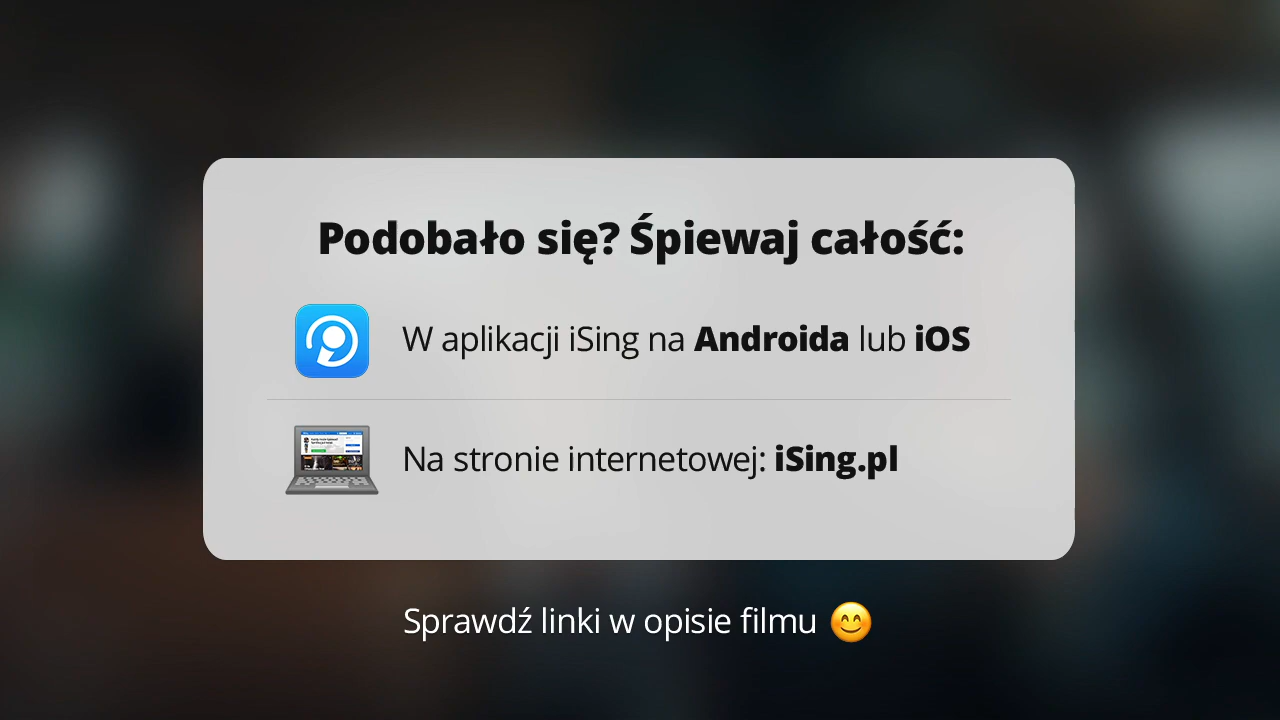 Podobało się? Śpiewaj całość:
W aplikacji iSing na Androida lub iOS
Na stronie internetowej: iSing.pl
Sprawdź linki w opisie filmu 😊